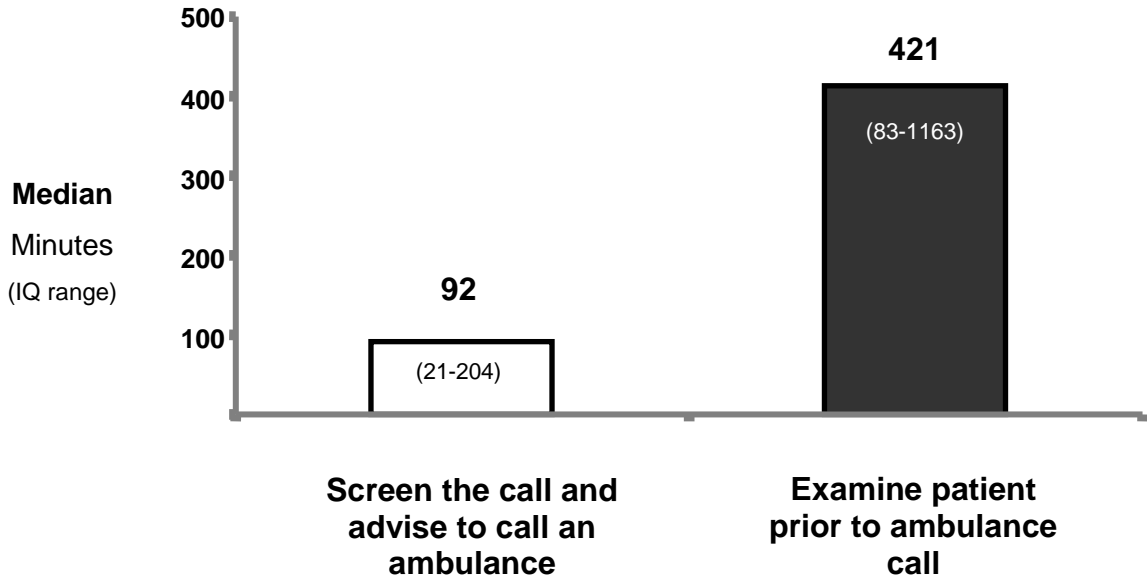 500
400
300
200
100
Median
Minutes
(IQ range)
92
(21-204)
421
(83-1163)
Screen the call and
advise to call an
ambulance
Examine patient
prior to ambulance
call